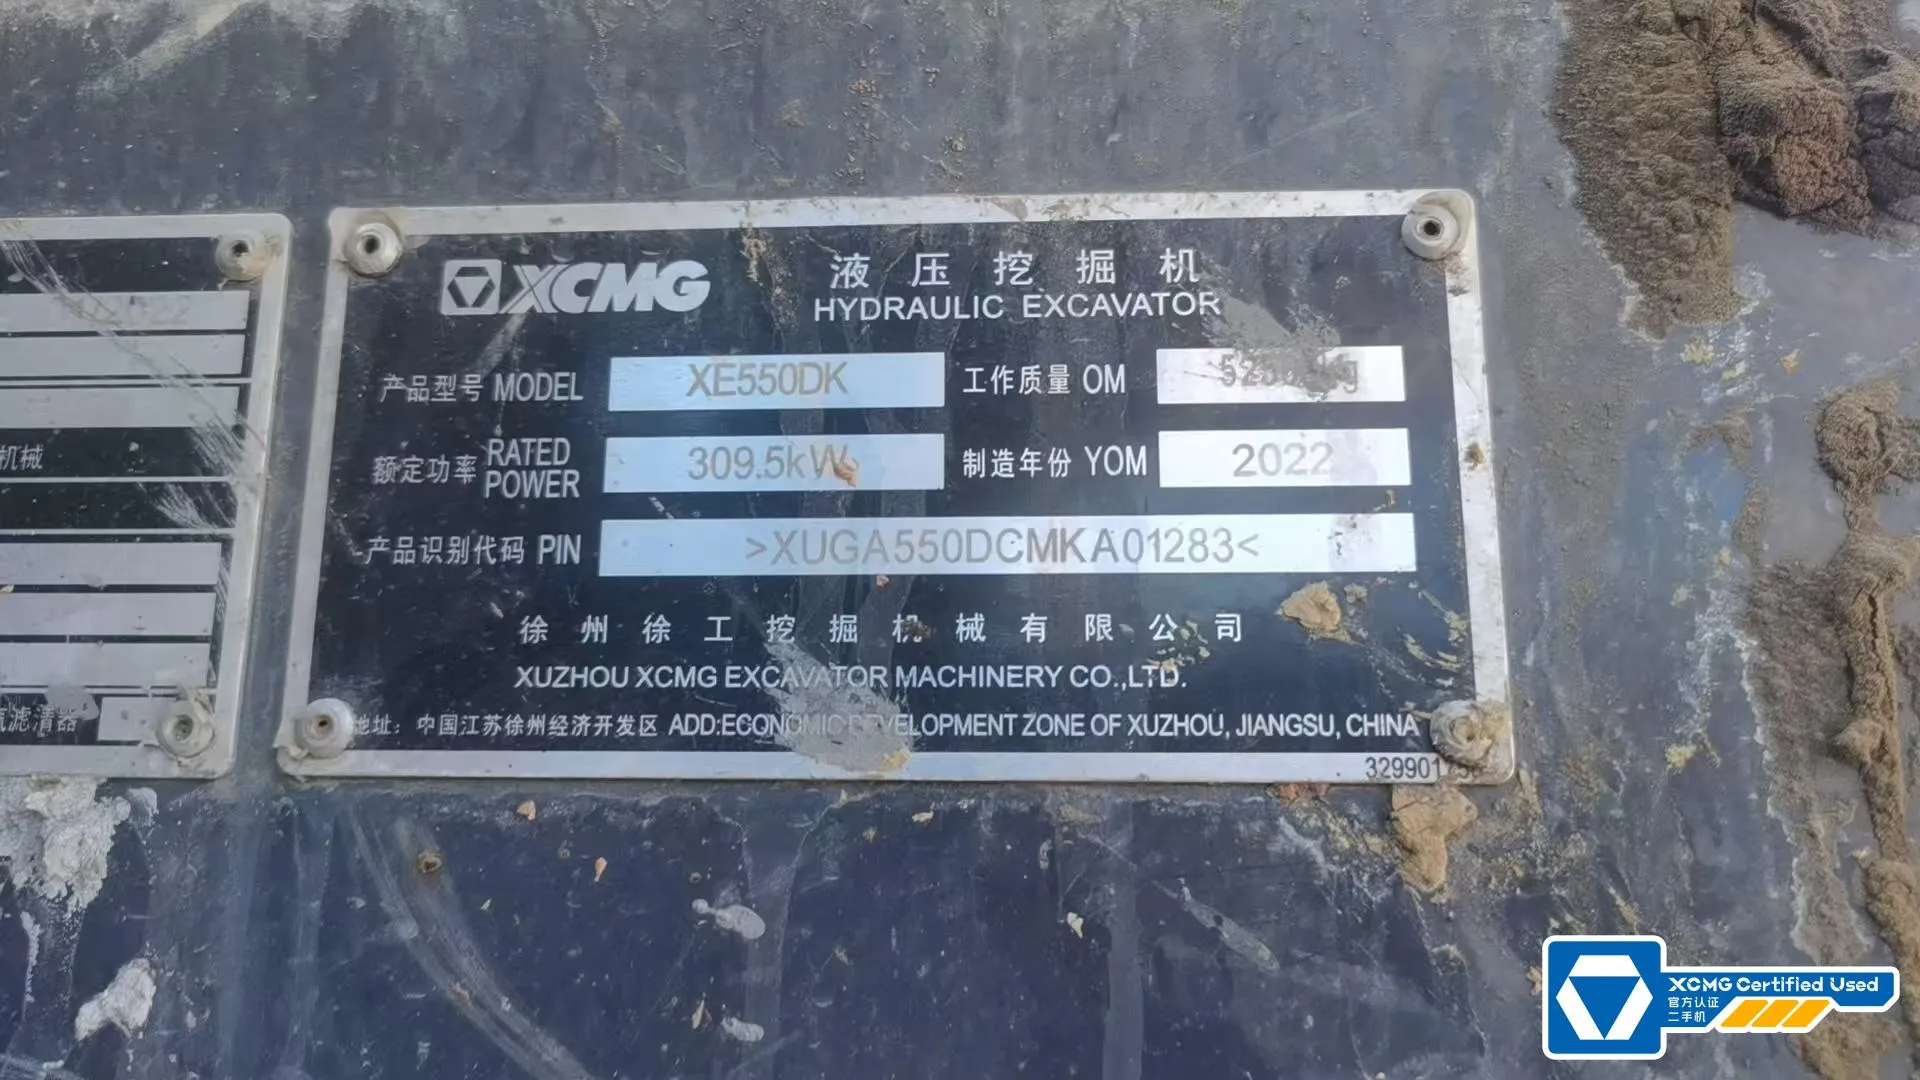 XCMG
液压挖掘机
HYDRAULIC EXCAVATOR
产品型号 MODEL XE550DK 工作质量 OM
额定功率 RATED POWER 309.5kW 制造年份 YOM 2022
产品识别代码 PIN >XUGA550DCMKA01283<
徐州徐工挖掘机械有限公司
XUZHOU XCMG EXCAVATOR MACHINERY CO.,LTD.
地址: 中国江苏徐州经济开发区 ADD:ECONOMIC DEVELOPMENT ZONE OF XUZHOU, JIANGSU, CHINA
机械
滤清器
XCMG Certified Used
官方认证
二手机